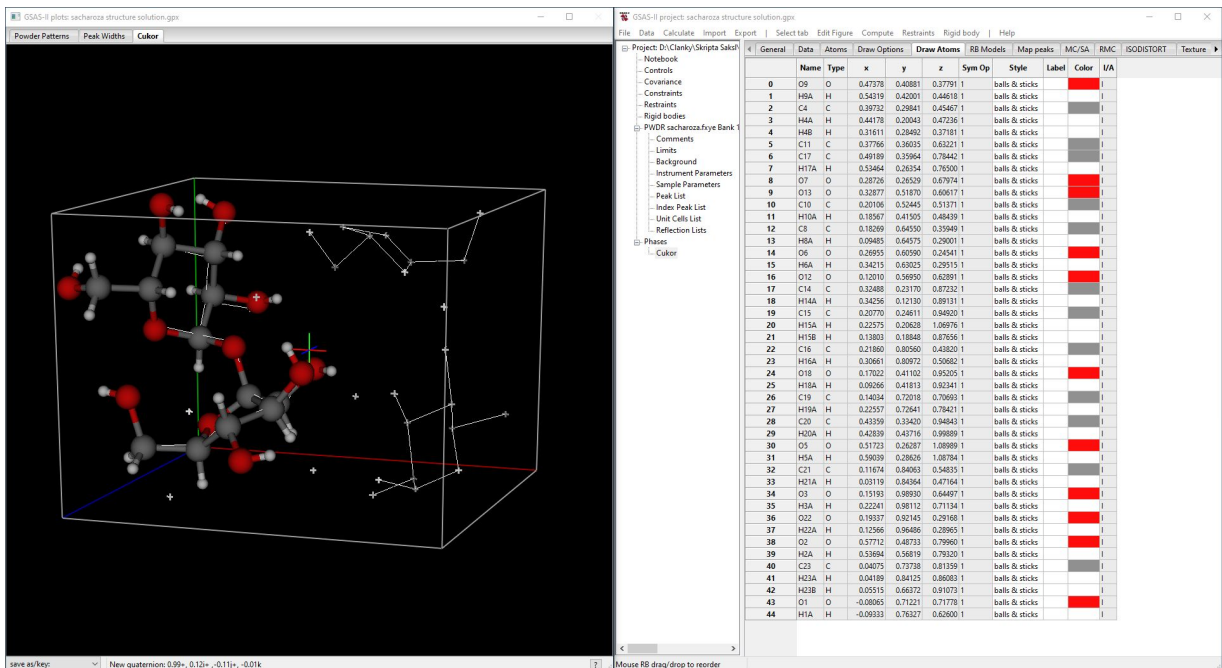 GSAS-II plots: sacharoza structure solution.gpx
Powder Patterns Peak Widths Cukor
save as/key: New quaternion: 0.99+, 0.12i+ ,-0.11j+, -0.01k ?
GSAS-II project: sacharoza structure solution.gpx
File Data Calculate Import Export | Select tab Edit Figure Compute Restraints Rigid body | Help
Project: D:\Clanky\Skripta Saksl\
Notebook
Controls
Covariance
Constraints
Restraints
Rigid bodies
PWDR sacharoza.fxye Bank 1
Comments
Limits
Background
Instrument Parameters
Sample Parameters
Peak List
Index Peak List
Unit Cells List
Reflection Lists
Phases
Cukor
General Data Atoms Draw Options Draw Atoms RB Models Map peaks MC/SA RMC ISODISTORT Texture
Name Type x y z Sym Op Style Label Color I/A
0 O9 O 0.47378 0.40881 0.37791 1 balls & sticks I
1 H9A H 0.54319 0.42001 0.44618 1 balls & sticks I
2 C4 C 0.39732 0.29841 0.45467 1 balls & sticks I
3 H4A H 0.44178 0.20043 0.47236 1 balls & sticks I
4 H4B H 0.31611 0.28492 0.37181 1 balls & sticks I
5 C11 C 0.37766 0.36035 0.63221 1 balls & sticks I
6 C17 C 0.49189 0.35964 0.78442 1 balls & sticks I
7 H17A H 0.53464 0.26354 0.76500 1 balls & sticks I
8 O7 O 0.28726 0.26529 0.67974 1 balls & sticks I
9 O13 O 0.32877 0.51870 0.60617 1 balls & sticks I
10 C10 C 0.20106 0.52445 0.51371 1 balls & sticks I
11 H10A H 0.18567 0.41505 0.48439 1 balls & sticks I
12 C8 C 0.18269 0.64550 0.35949 1 balls & sticks I
13 H8A H 0.09485 0.64575 0.29001 1 balls & sticks I
14 O6 O 0.26955 0.60590 0.24541 1 balls & sticks I
15 H6A H 0.34215 0.63025 0.29515 1 balls & sticks I
16 O12 O 0.12010 0.56950 0.62891 1 balls & sticks I
17 C14 C 0.32488 0.23170 0.87232 1 balls & sticks I
18 H14A H 0.34256 0.12130 0.89131 1 balls & sticks I
19 C15 C 0.20770 0.24611 0.94920 1 balls & sticks I
20 H15A H 0.22575 0.20628 1.06976 1 balls & sticks I
21 H15B H 0.13803 0.18848 0.87656 1 balls & sticks I
22 C16 C 0.21860 0.80560 0.43820 1 balls & sticks I
23 H16A H 0.30661 0.80972 0.50682 1 balls & sticks I
24 O18 O 0.17022 0.41102 0.95205 1 balls & sticks I
25 H18A H 0.09266 0.41813 0.92341 1 balls & sticks I
26 C19 C 0.14034 0.72018 0.70693 1 balls & sticks I
27 H19A H 0.22557 0.72641 0.78421 1 balls & sticks I
28 C20 C 0.43359 0.33420 0.94843 1 balls & sticks I
29 H20A H 0.42839 0.43716 0.99889 1 balls & sticks I
30 O5 O 0.51723 0.26287 1.08989 1 balls & sticks I
31 H5A H 0.59039 0.28626 1.08784 1 balls & sticks I
32 C21 C 0.11674 0.84063 0.54835 1 balls & sticks I
33 H21A H 0.03119 0.84364 0.47164 1 balls & sticks I
34 O3 O 0.15193 0.98930 0.64497 1 balls & sticks I
35 H3A H 0.22241 0.98112 0.71134 1 balls & sticks I
36 O22 O 0.19337 0.92145 0.29168 1 balls & sticks I
37 H22A H 0.12566 0.96486 0.28965 1 balls & sticks I
38 O2 O 0.57712 0.48733 0.79960 1 balls & sticks I
39 H2A H 0.53694 0.56819 0.79320 1 balls & sticks I
40 C23 C 0.04075 0.73738 0.81359 1 balls & sticks I
41 H23A H 0.04189 0.84125 0.86083 1 balls & sticks I
42 H23B H 0.05515 0.66372 0.91073 1 balls & sticks I
43 O1 O -0.08065 0.71221 0.71778 1 balls & sticks I
44 H1A H -0.09333 0.76327 0.62600 1 balls & sticks I
Mouse RB drag/drop to reorder